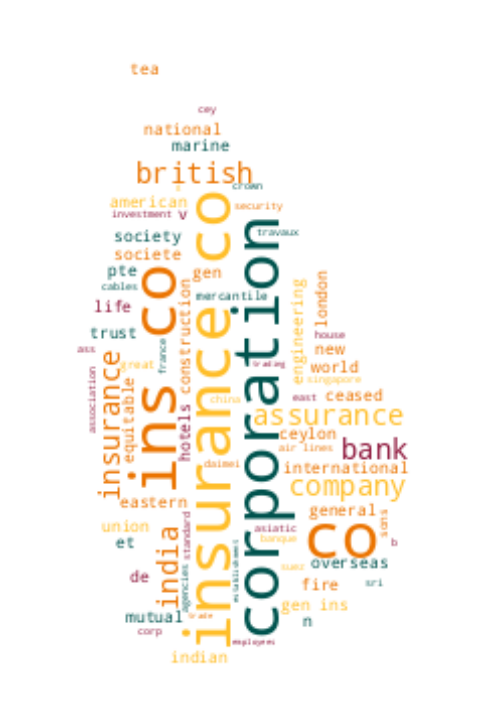 tea
cey
national
marine
british
crown
american
security
investment
v
travaux
society
societe
pte
gen
cables
mercantile
life
london
trust
house
ass
france
new
great
trading
world
singapore
association
insurance
equitable
ins co
construction
hotels
insurance co
corporation
engineering
china
east
ceased
assurance
ceylon
air lines
bank
daimei
international
company
eastern
general
union
india
standard
asiatic
co
sons
et
banque
b
overseas
de
agencies
establishment
suez
fire
sri
mutual
trade
gen ins
n
corp
employees
indian